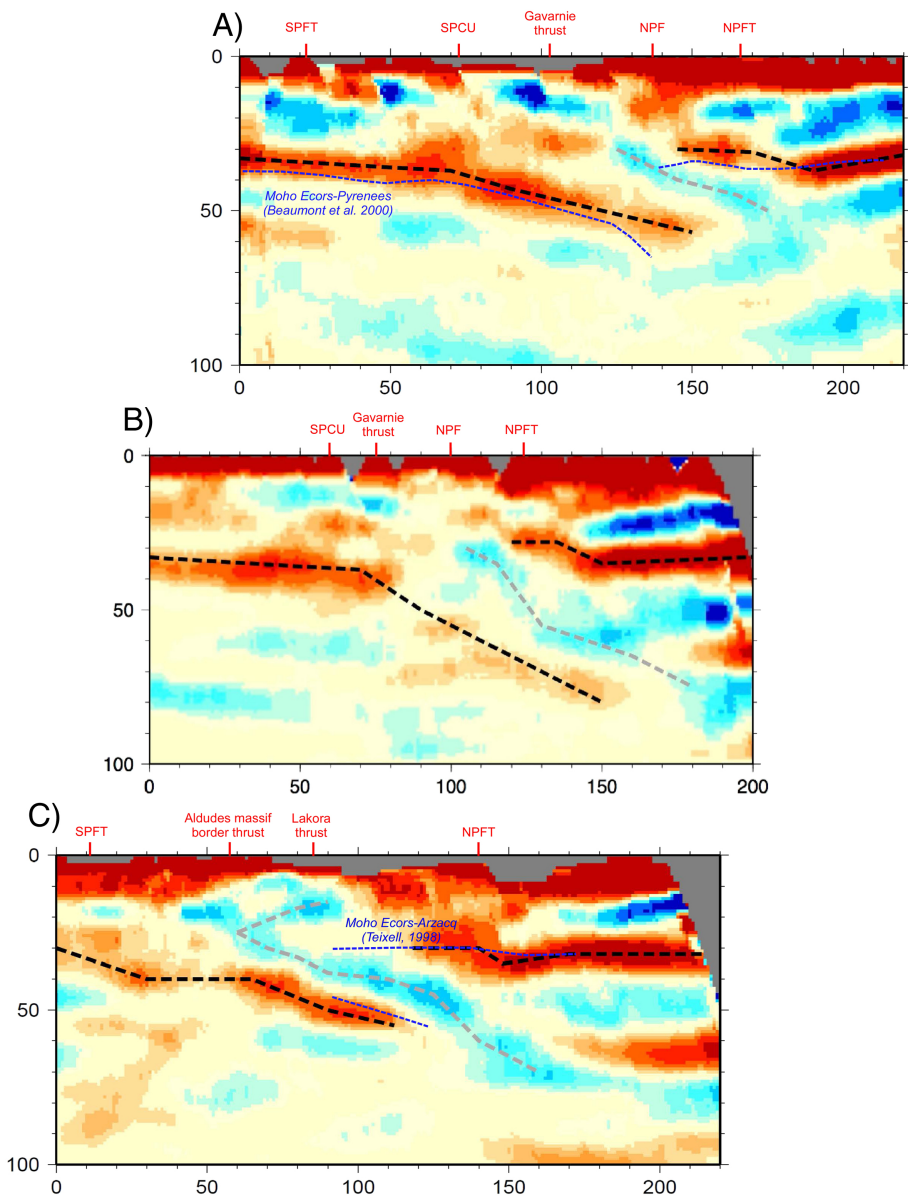 A)
SPFT SPCU Gavarnie thrust NPF NPFT
0
50
100
Moho Ecors-Pyrenees
(Beaumont et al. 2000)
0 50 100 150 200
B)
SPCU Gavarnie thrust NPF NPFT
0
50
100
0 50 100 150 200
C)
SPFT Aldudes massif border thrust Lakora thrust NPFT
0
50
100
Moho Ecors-Arzacq
(Teixell, 1998)
0 50 100 150 200